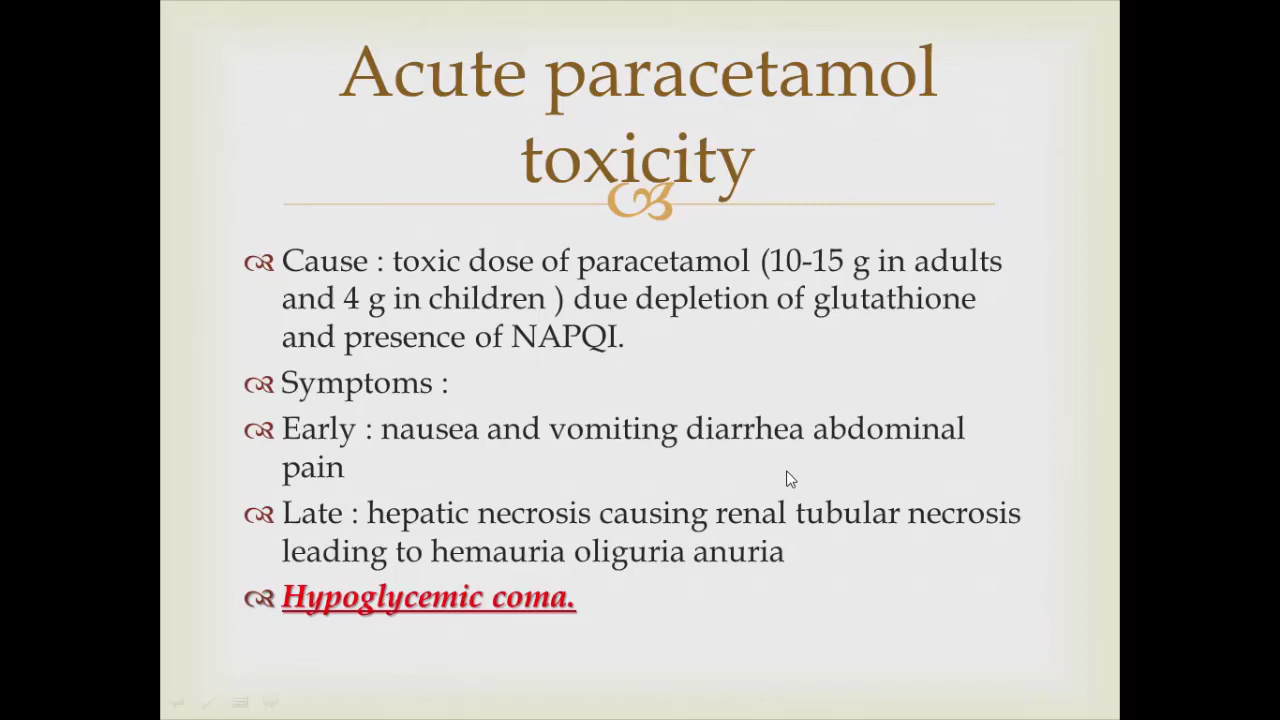 Acute paracetamol
toxicity
Cause : toxic dose of paracetamol (10-15 g in adults
and 4 g in children ) due depletion of glutathione
and presence of NAPQI.
Symptoms :
Early : nausea and vomiting diarrhea abdominal
pain
Late : hepatic necrosis causing renal tubular necrosis
leading to hemauria oliguria anuria
Hypoglycemic coma.